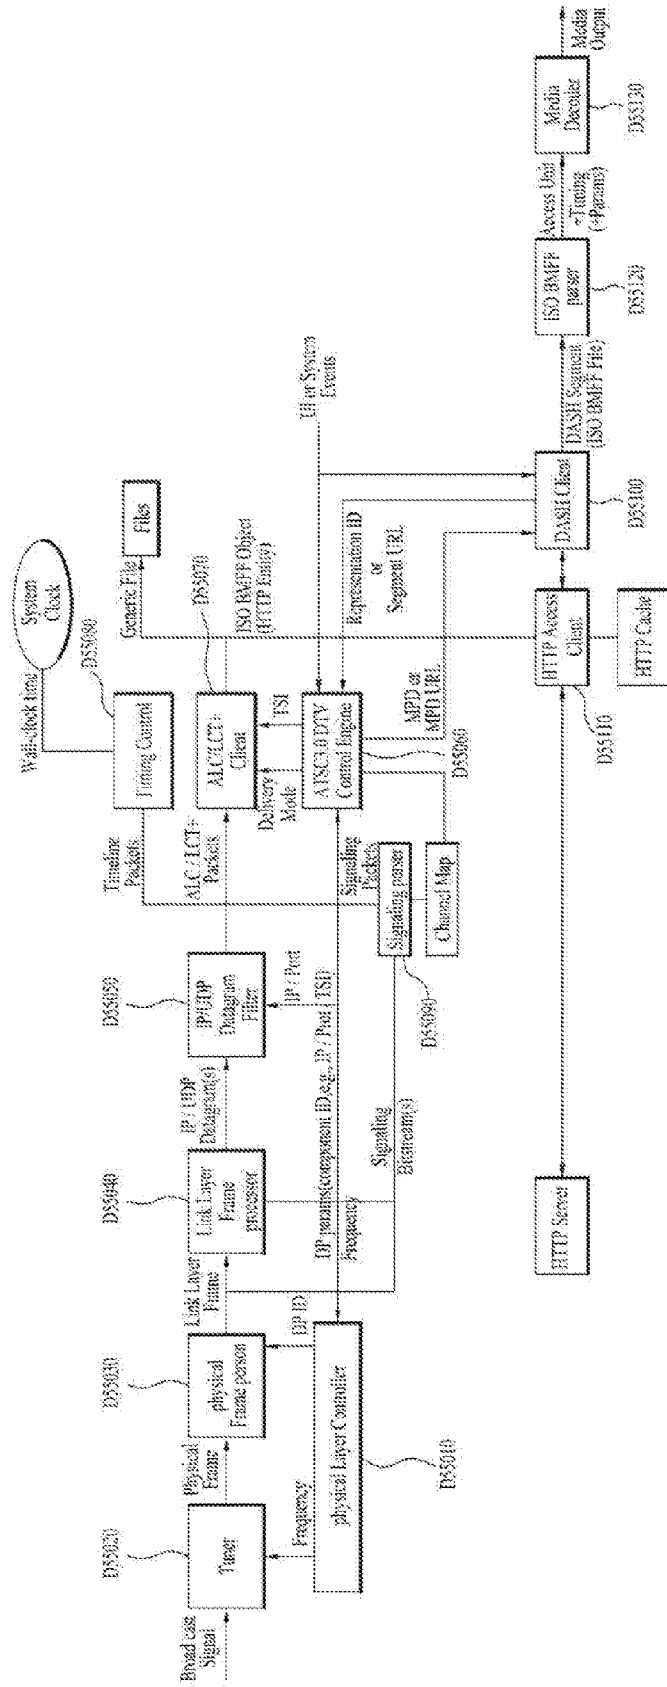 Broad cast
Signal
D55020
Tuner
Frequency
Physical
Frame
D55030
physical
Frame person
DP ID
physical Layer Controller
D55010
Link Layer
Frame
D55040
Link Layer
Frame
processor
IP / UDP
Datagram(s)
DP params(component ID,e.g., IP / Port | TSI)
Frequency
Signaling
Bitstream(s)
D55050
IP/UDP
Datagram
Filter
IP / Port
D55090
Signaling parser
Channel Map
Timeline
Packets
ALC / LCT+
Packets
Signaling
Packets
Wall-clock time
System
Clock
D55080
Timing Control
ALC/LCT+
Client
D55070
Delivery
Mode
TSI
ATSC3.0 DTV
Control Engine
D55060
Generic File
Files
ISO BMFF Object
(HTTP Entity)
UI or System
Events
Representation ID
or
Segment URL
MPD or
MPD URL
HTTP Server
HTTP Access
Client
D55110
HTTP Cache
DASH Client
D55100
DASH Segment
(ISO BMFF File)
ISO BMFF
parser
D55120
Access Unit
+Timing
(+Params)
Media
Decoder
D55130
Media
Output